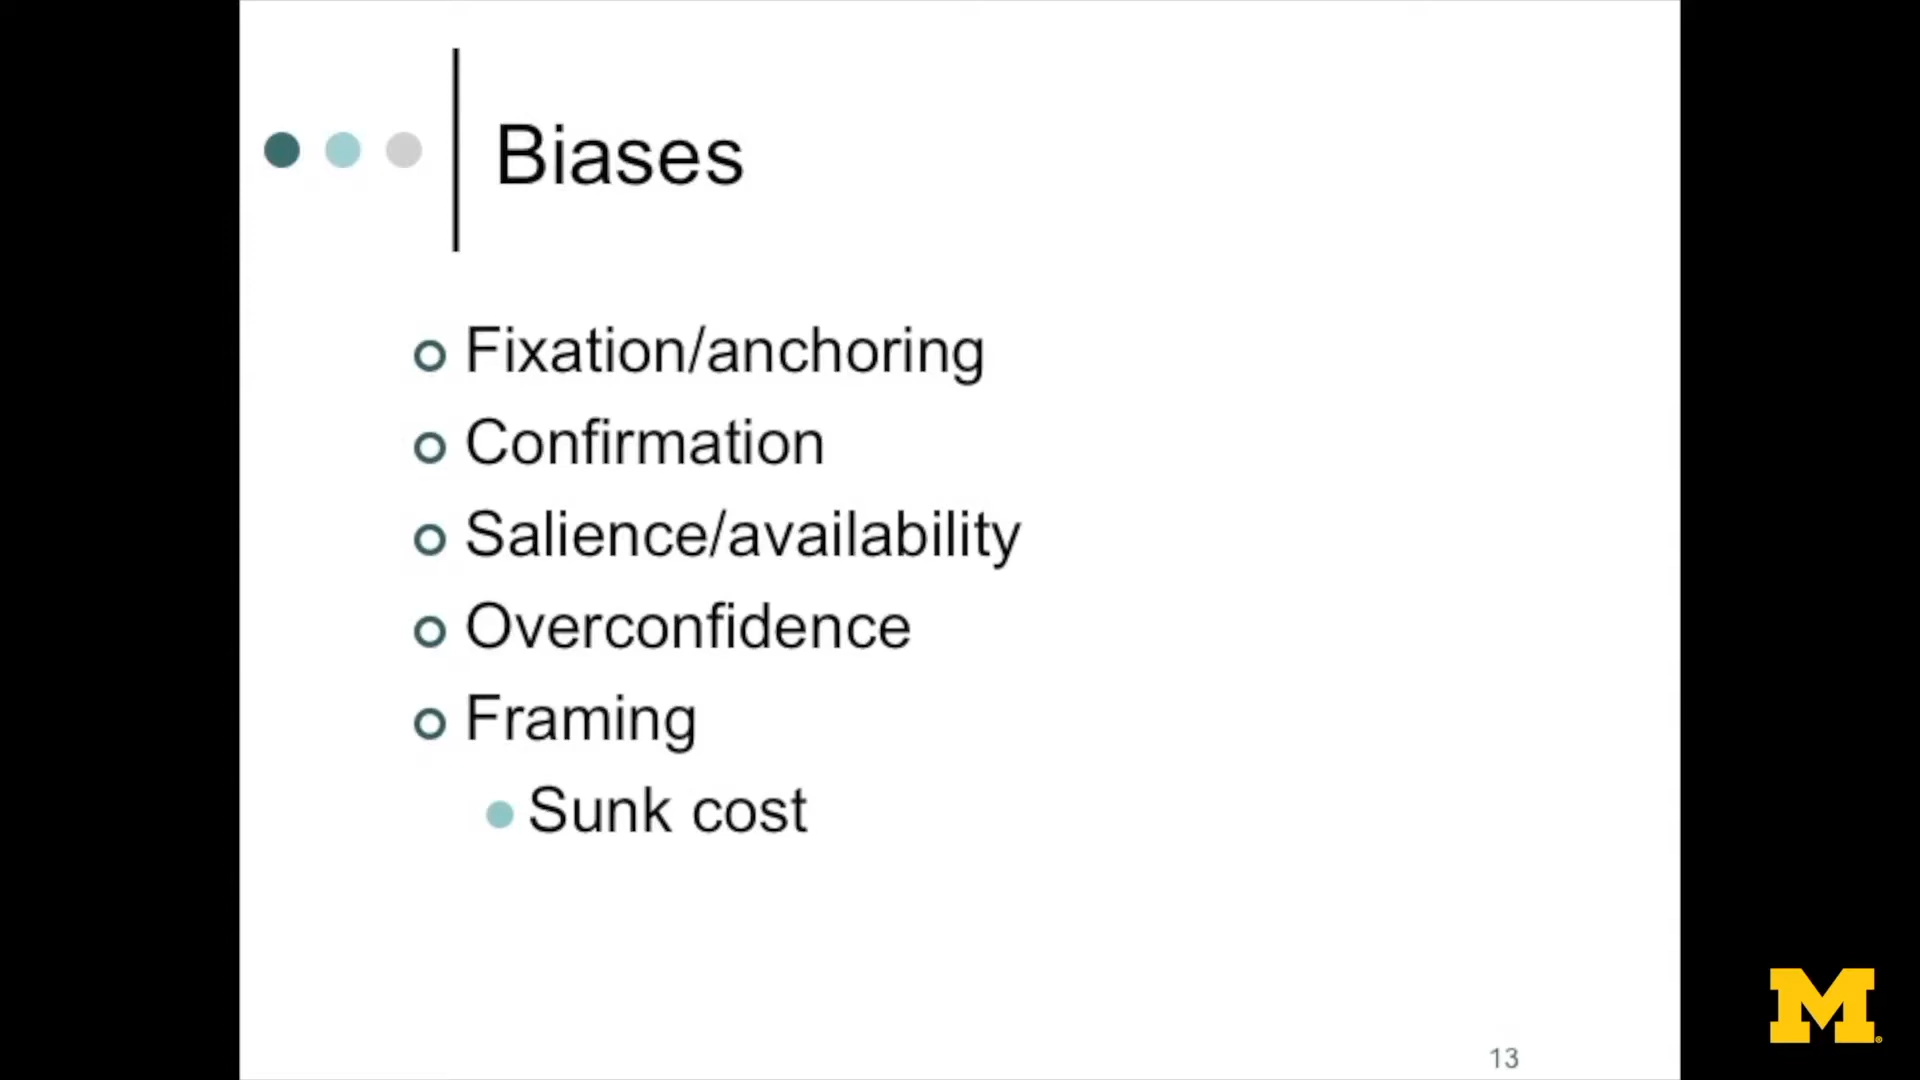 Biases
Fixation/anchoring
Confirmation
Salience/availability
Overconfidence
Framing
Sunk cost
13
M